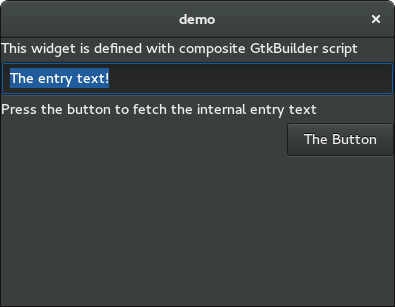 demo
This widget is defined with composite GtkBuilder script
The entry text!
Press the button to fetch the internal entry text
The Button